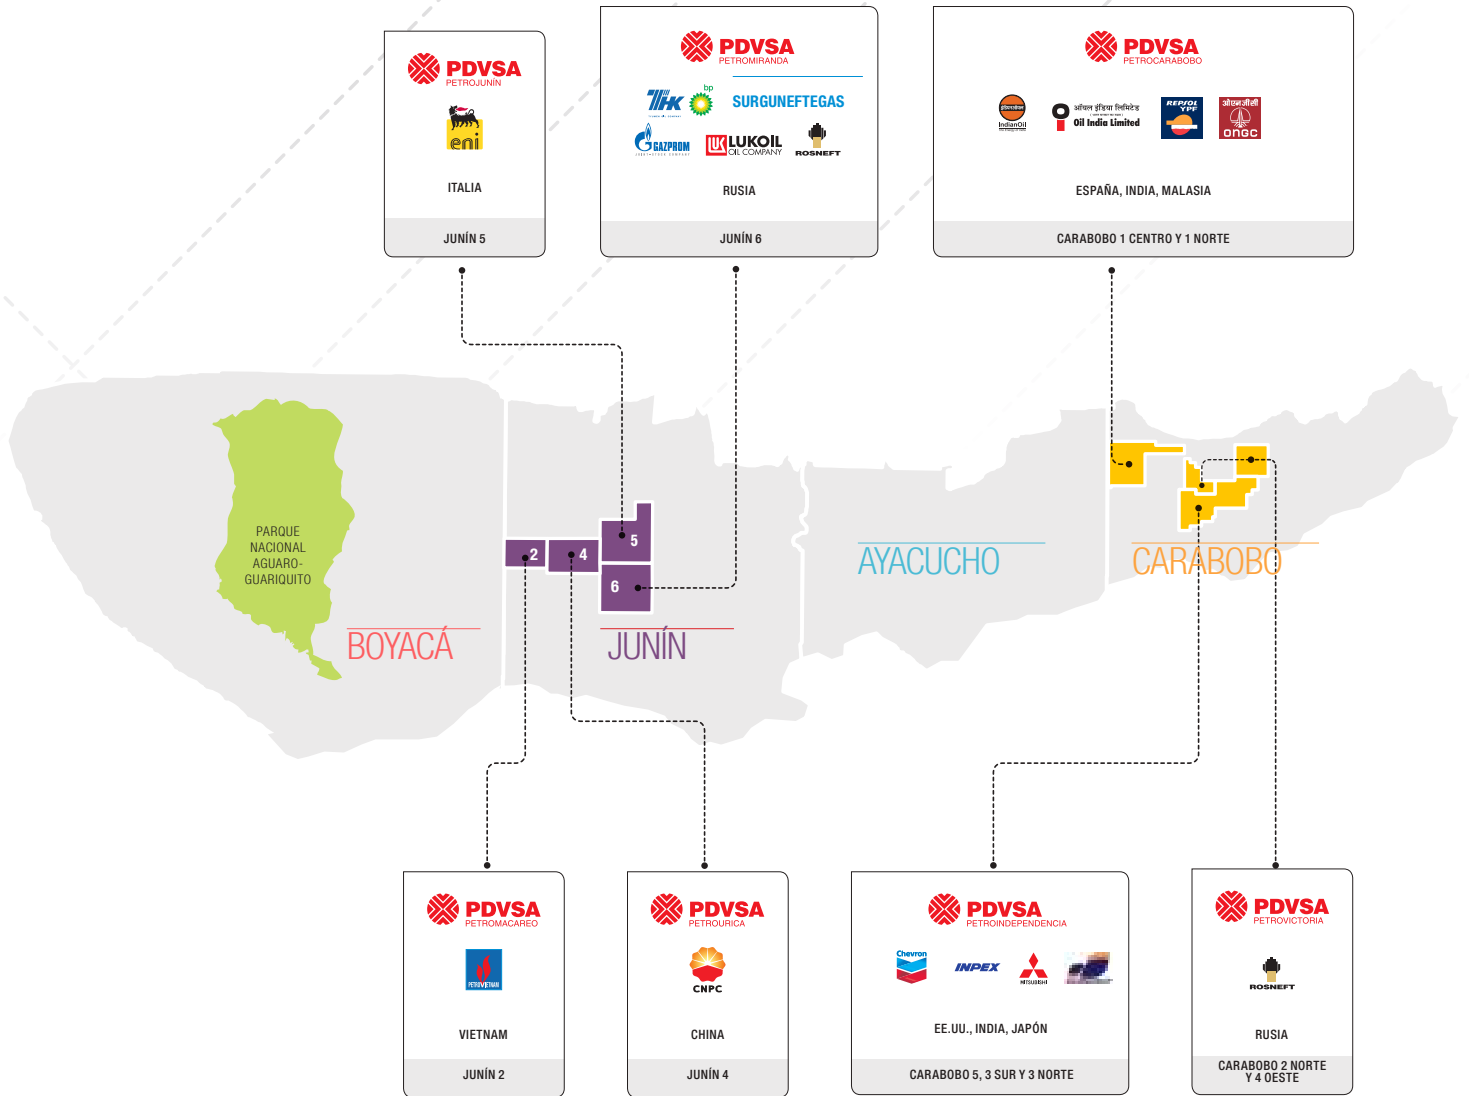 PDVSA
PETROJUNÍN
eni
ITALIA
JUNÍN 5
PDVSA
PETROMIRANDA
THK
bp
SURGUNEFTEGAS
GAZPROM
LUKOIL
OIL COMPANY
ROSNEFT
RUSIA
JUNÍN 6
PDVSA
PETROCARABOBO
IndianOil
ऑयल इंडिया लिमिटेड
Oil India Limited
REPSOL
YPF
ओएनजीसी
ONGC
ESPAÑA, INDIA, MALASIA
CARABOBO 1 CENTRO Y 1 NORTE
PARQUE
NACIONAL
AGUARO-
GUARIQUITO
BOYACÁ
2
4
5
6
JUNÍN
AYACUCHO
CARABOBO
PDVSA
PETROMACAREO
PETROVIETNAM
VIETNAM
JUNÍN 2
PDVSA
PETROURICA
CNPC
CHINA
JUNÍN 4
PDVSA
PETROINDEPENDENCIA
Chevron
INPEX
MITSUBISHI
EE.UU., INDIA, JAPÓN
CARABOBO 5, 3 SUR Y 3 NORTE
PDVSA
PETROVICTORIA
ROSNEFT
RUSIA
CARABOBO 2 NORTE
Y 4 OESTE